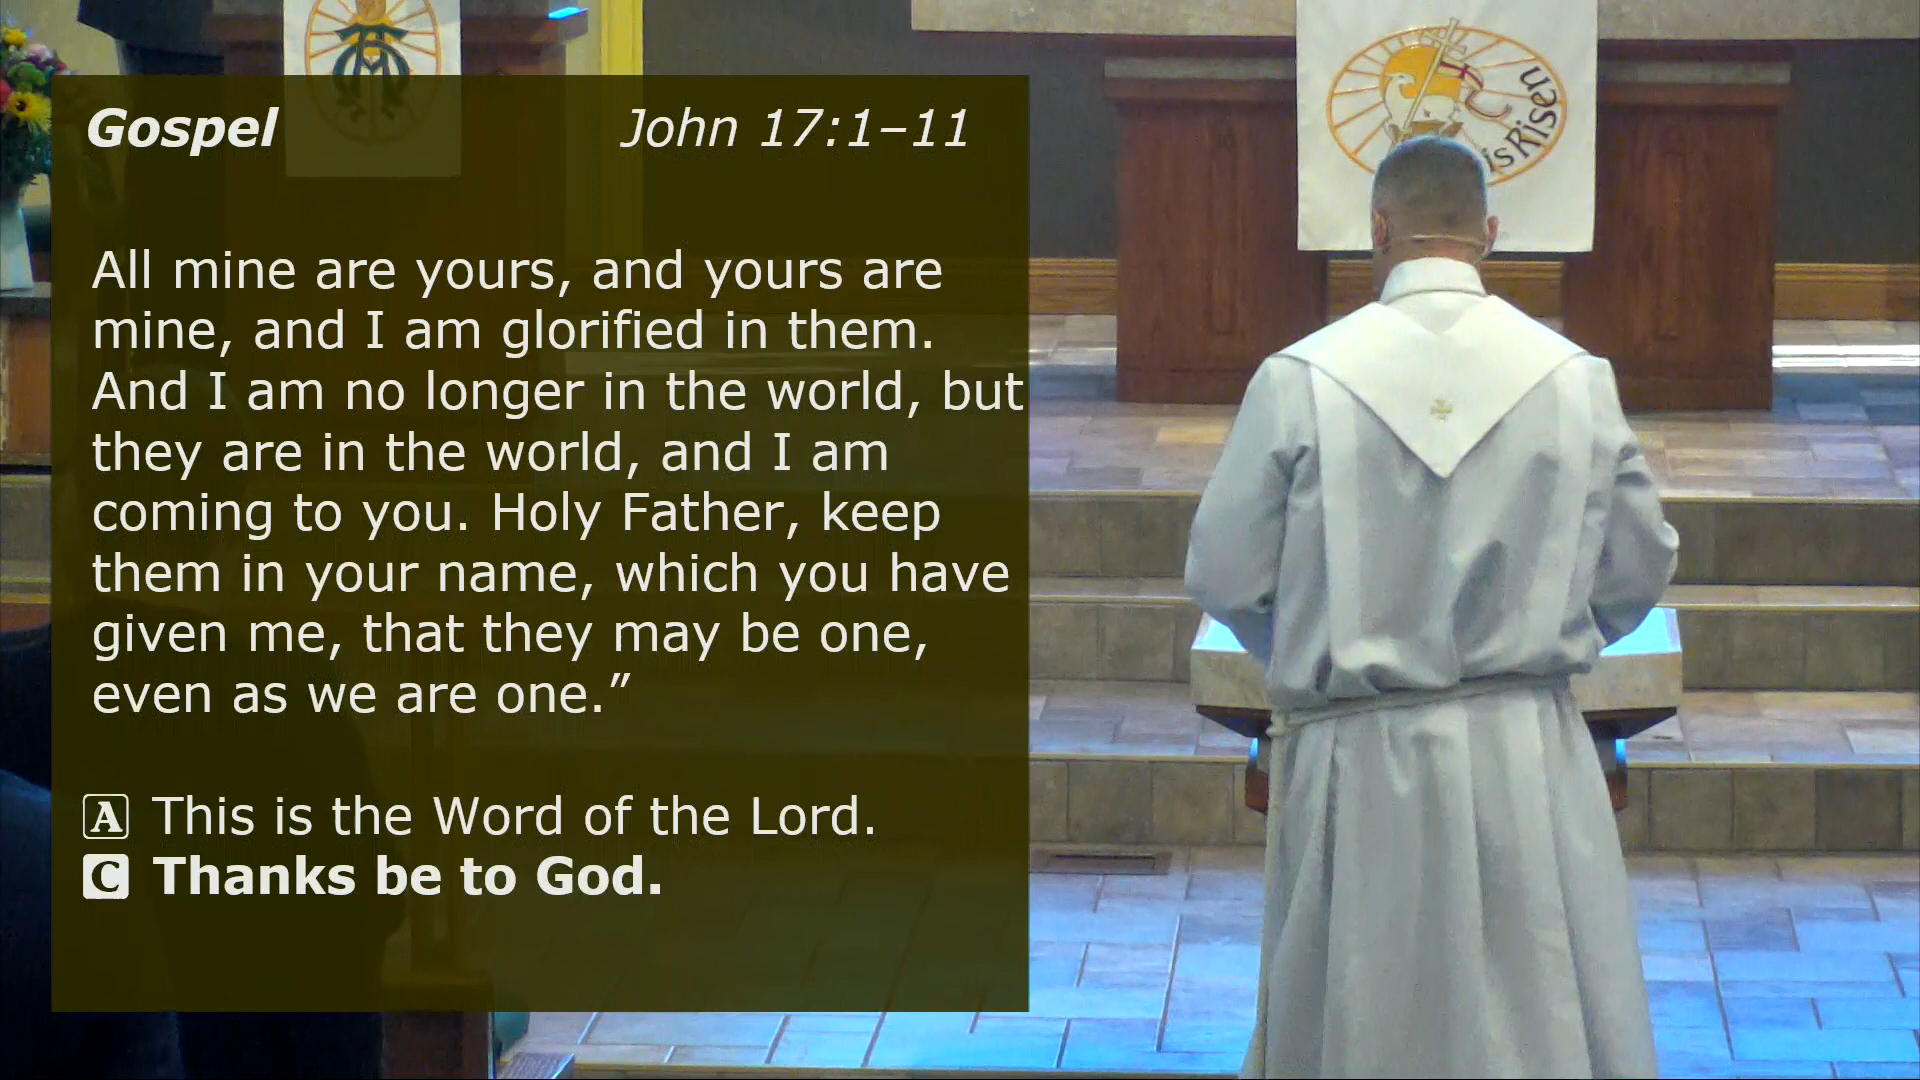 Gospel John 17:1–11
All mine are yours, and yours are
mine, and I am glorified in them.
And I am no longer in the world, but
they are in the world, and I am
coming to you. Holy Father, keep
them in your name, which you have
given me, that they may be one,
even as we are one.”
A This is the Word of the Lord.
C Thanks be to God.
is Risen